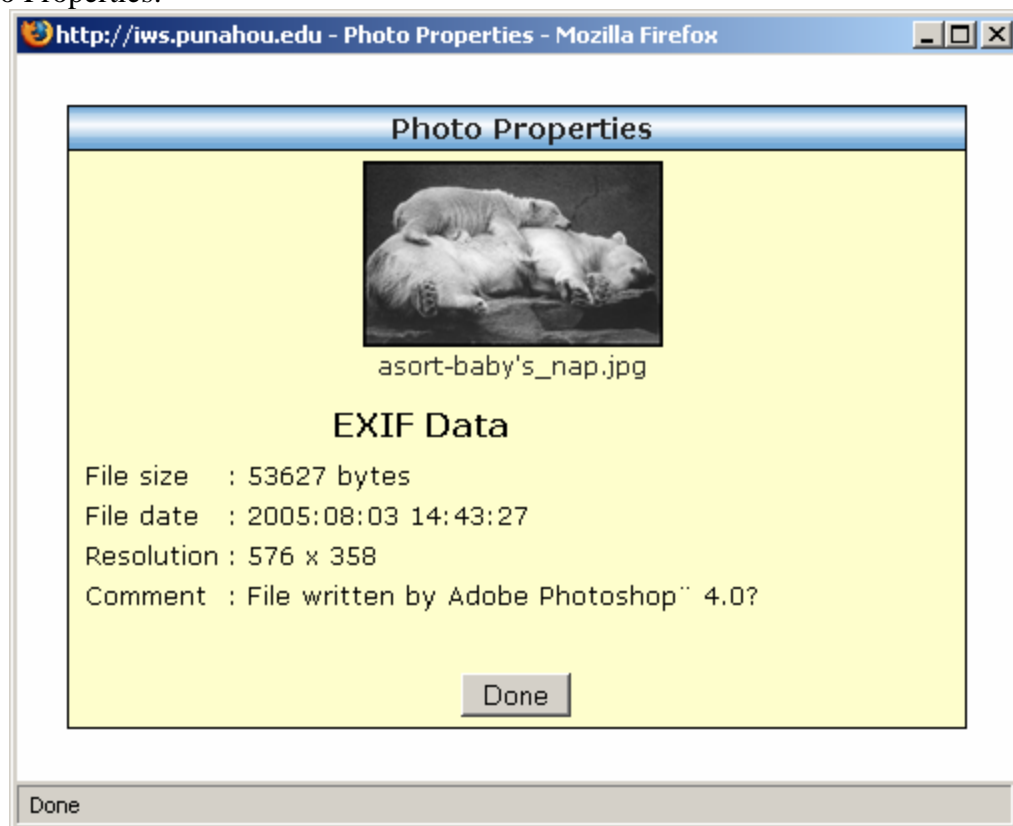 o Properties.
http://iws.punahou.edu - Photo Properties - Mozilla Firefox
Photo Properties
asort-baby's_nap.jpg
EXIF Data
File size : 53627 bytes
File date : 2005:08:03 14:43:27
Resolution : 576 x 358
Comment : File written by Adobe Photoshop¨ 4.0?
Done
Done